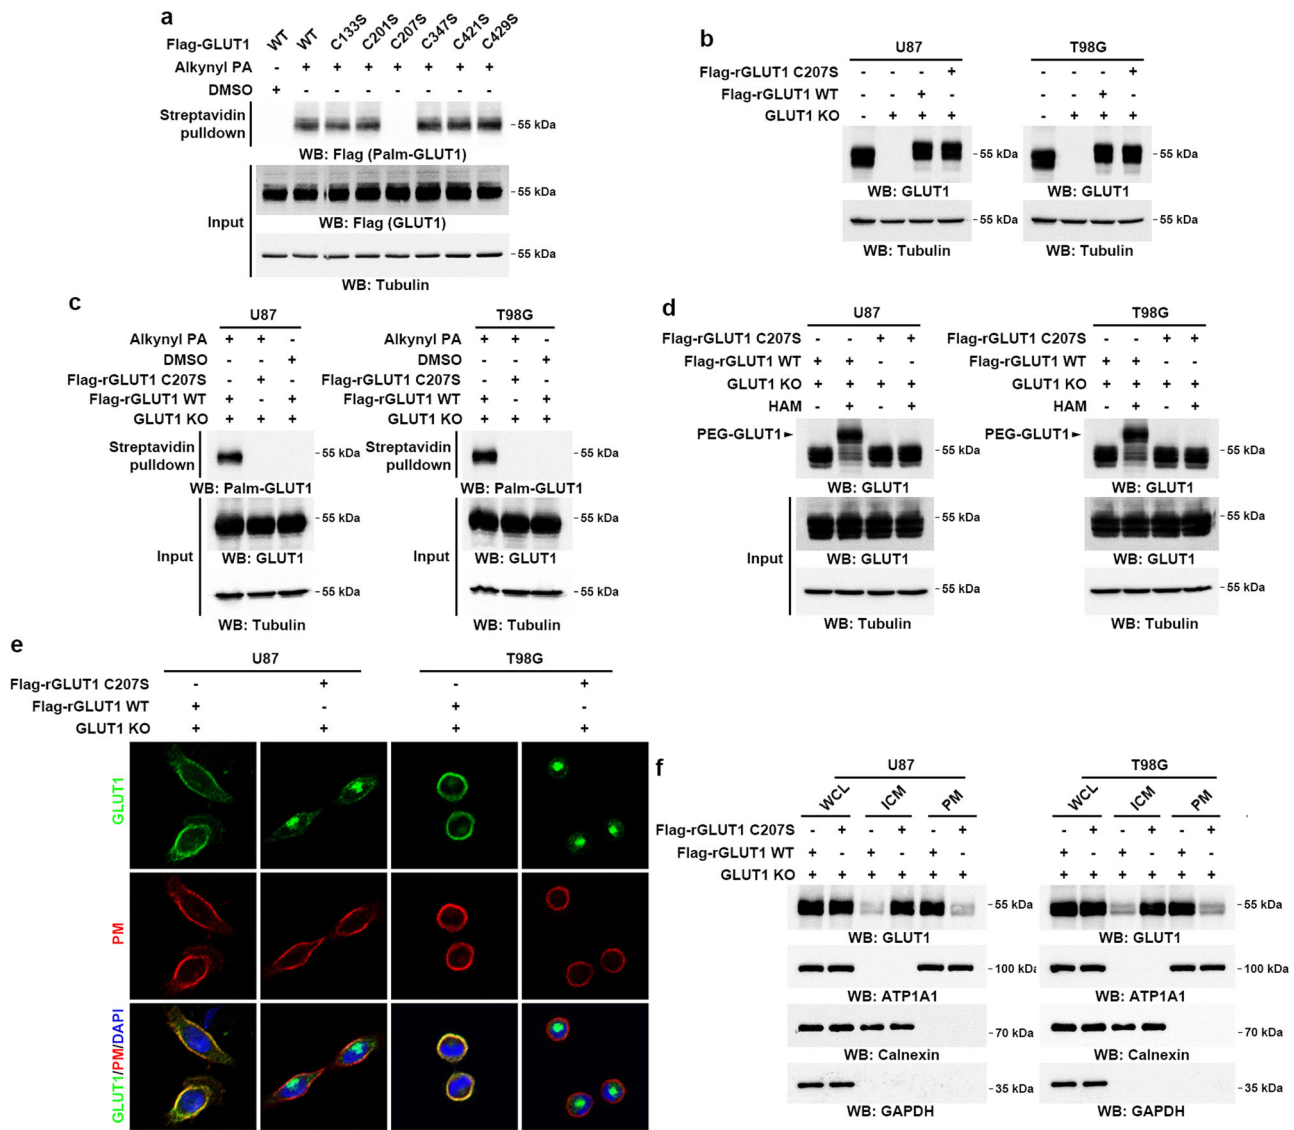 a
Flag-GLUT1 WT WT C133S C201S C207S C347S C421S C429S
Alkynyl PA - + + + + + + +
DMSO + - - - - - - -
Streptavidin pulldown
- 55 kDa
WB: Flag (Palm-GLUT1)
Input
- 55 kDa
WB: Flag (GLUT1)
- 55 kDa
WB: Tubulin
b
U87 T98G
Flag-rGLUT1 C207S - - - + - - - +
Flag-rGLUT1 WT - - + - - - + -
GLUT1 KO - + + + - + + +
- 55 kDa - 55 kDa
WB: GLUT1 WB: GLUT1
- 55 kDa - 55 kDa
WB: Tubulin WB: Tubulin
c
U87
Alkynyl PA + + -
DMSO - - +
Flag-rGLUT1 C207S - + -
Flag-rGLUT1 WT + - +
GLUT1 KO + + +
Streptavidin pulldown
- 55 kDa
WB: Palm-GLUT1
Input
- 55 kDa
WB: GLUT1
- 55 kDa
WB: Tubulin
T98G
Alkynyl PA + + -
DMSO - - +
Flag-rGLUT1 C207S - + -
Flag-rGLUT1 WT + - +
GLUT1 KO + + +
Streptavidin pulldown
- 55 kDa
WB: Palm-GLUT1
Input
- 55 kDa
WB: GLUT1
- 55 kDa
WB: Tubulin
d
U87
Flag-rGLUT1 C207S - - + +
Flag-rGLUT1 WT + + - -
GLUT1 KO + + + +
HAM - + - +
PEG-GLUT1
- 55 kDa
WB: GLUT1
Input
- 55 kDa
WB: GLUT1
- 55 kDa
WB: Tubulin
T98G
Flag-rGLUT1 C207S - - + +
Flag-rGLUT1 WT + + - -
GLUT1 KO + + + +
HAM - + - +
PEG-GLUT1
- 55 kDa
WB: GLUT1
- 55 kDa
WB: GLUT1
- 55 kDa
WB: Tubulin
e
U87 T98G
Flag-rGLUT1 C207S - + - +
Flag-rGLUT1 WT + - + -
GLUT1 KO + + + +
GLUT1
PM
GLUT1/PM/DAPI
f
U87
WCL ICM PM
Flag-rGLUT1 C207S - + - + - +
Flag-rGLUT1 WT + - + - + -
GLUT1 KO + + + + + +
- 55 kDa
WB: GLUT1
- 100 kDa
WB: ATP1A1
- 70 kDa
WB: Calnexin
- 35 kDa
WB: GAPDH
T98G
WCL ICM PM
- + - + - +
+ - + - + -
+ + + + + +
- 55 kDa
WB: GLUT1
- 100 kDa
WB: ATP1A1
- 70 kDa
WB: Calnexin
- 35 kDa
WB: GAPDH